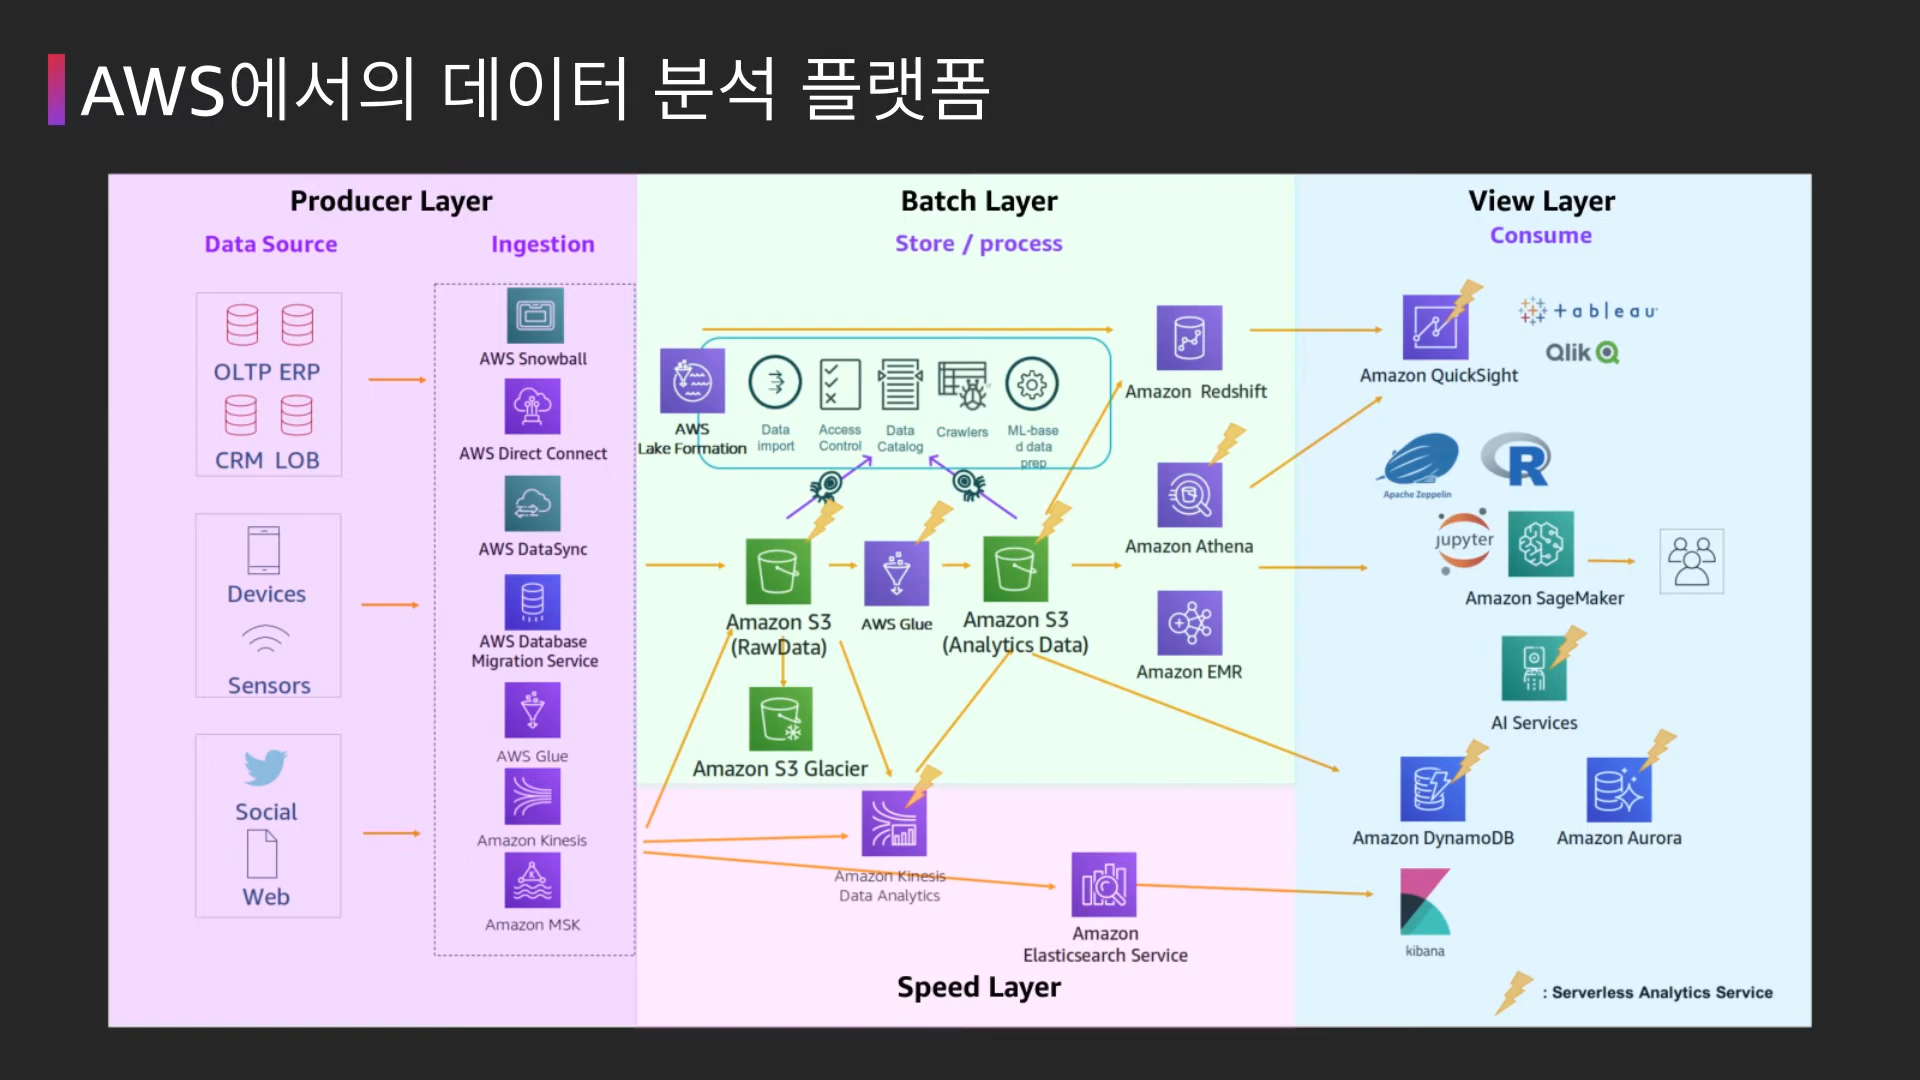 AWS에서의 데이터 분석 플랫폼
Producer Layer
Data Source
Ingestion
OLTP ERP
CRM LOB
Devices
Sensors
Social
Web
AWS Snowball
AWS Direct Connect
AWS DataSync
AWS Database
Migration Service
AWS Glue
Amazon Kinesis
Amazon MSK
Batch Layer
Store / process
AWS
Lake Formation
Data
import
Access
Control
Data
Catalog
Crawlers
ML-base
d data
prep
Amazon S3
(RawData)
AWS Glue
Amazon S3
(Analytics Data)
Amazon S3 Glacier
Amazon Redshift
Amazon Athena
Amazon EMR
Amazon Kinesis
Data Analytics
Amazon
Elasticsearch Service
Speed Layer
View Layer
Consume
Amazon QuickSight
+ableau
Qlik
Apache Zeppelin
R
jupyter
Amazon SageMaker
AI Services
Amazon DynamoDB
Amazon Aurora
kibana
: Serverless Analytics Service